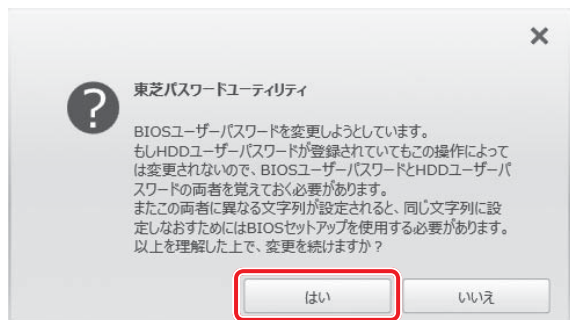 東芝パスワードユーティリティ
BIOSユーザーパスワードを変更しようとしています。
もしHDDユーザーパスワードが登録されていてもこの操作によって
は変更されないので、BIOSユーザーパスワードとHDDユーザーパ
スワードの両者を覚えておく必要があります。
またこの両者に異なる文字列が設定されると、同じ文字列に設
定しなおすためにはBIOSセットアップを使用する必要があります。
以上を理解した上で、変更を続けますか？
はい
いいえ